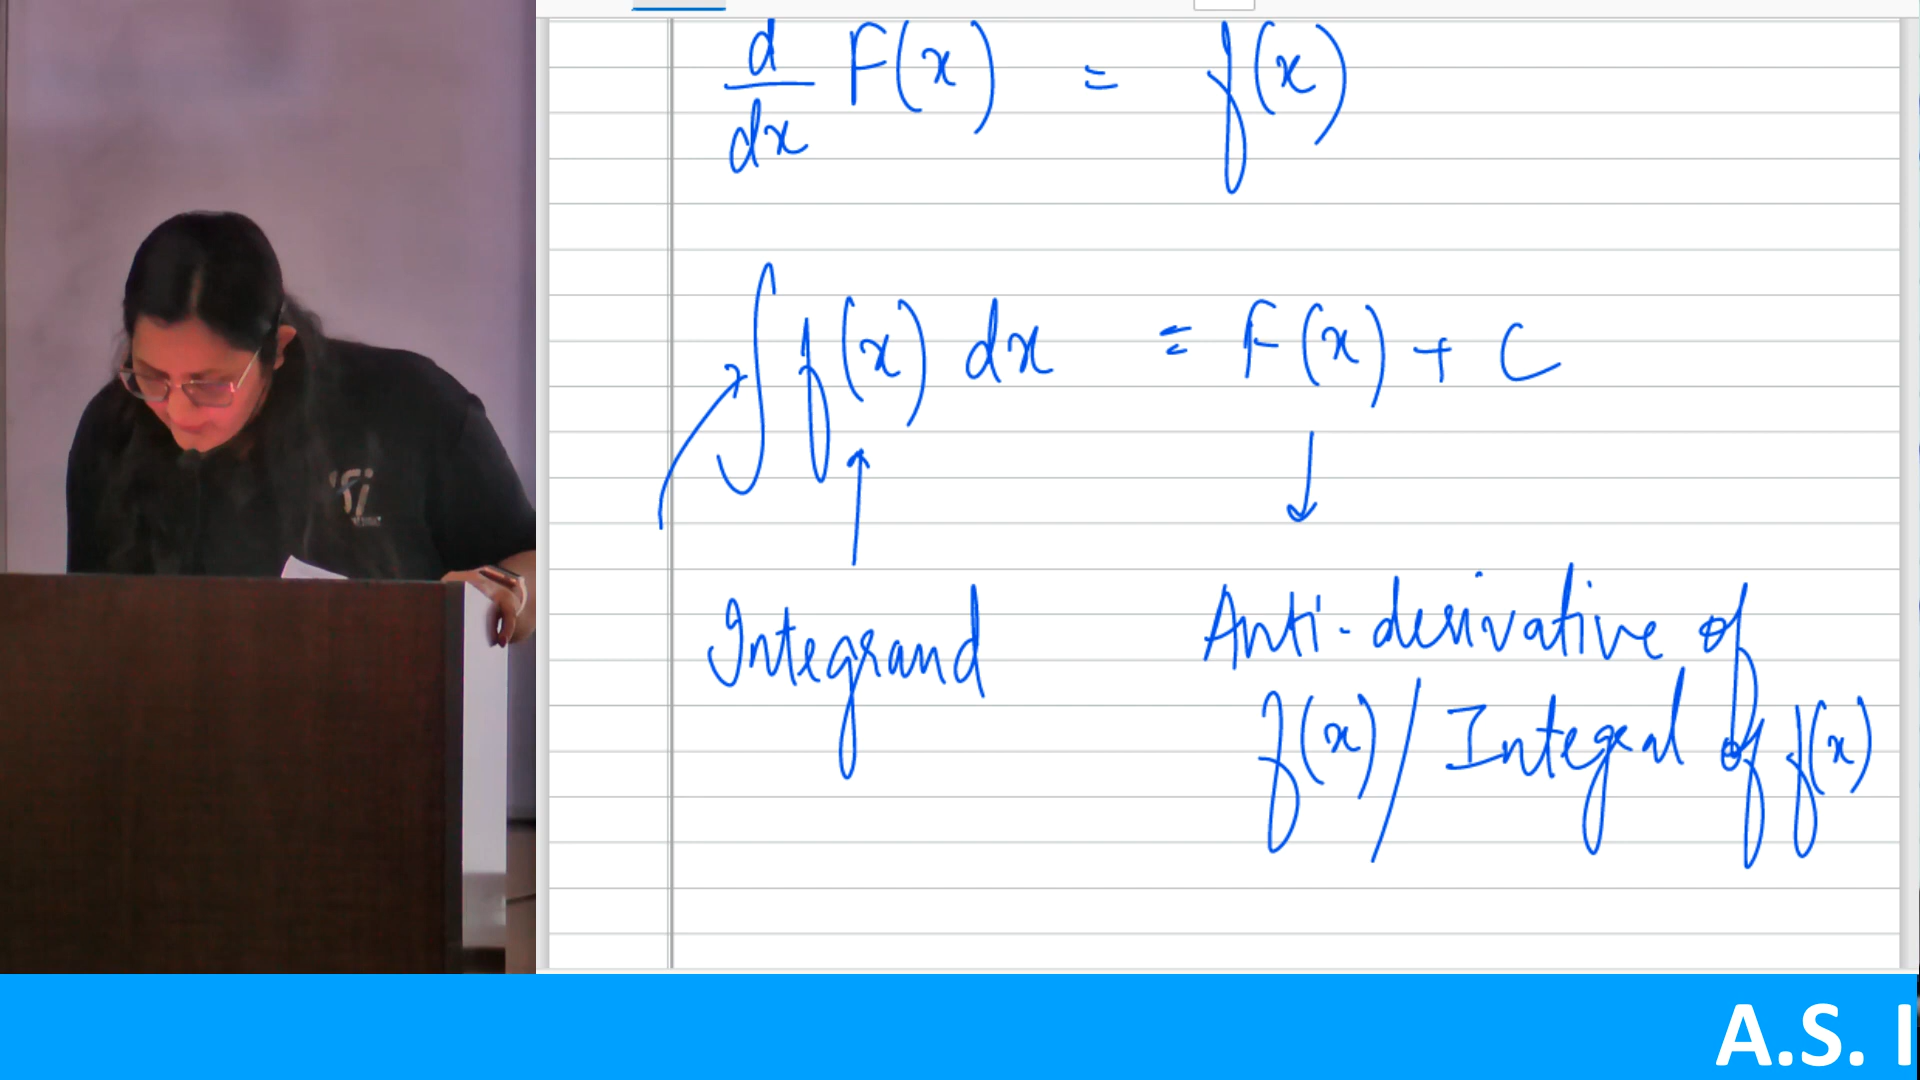 d/dx F(x) = f(x)
∫ f(x) dx = F(x) + C
Integrand
Anti-derivative of
f(x) / Integral of f(x)
A.S. I